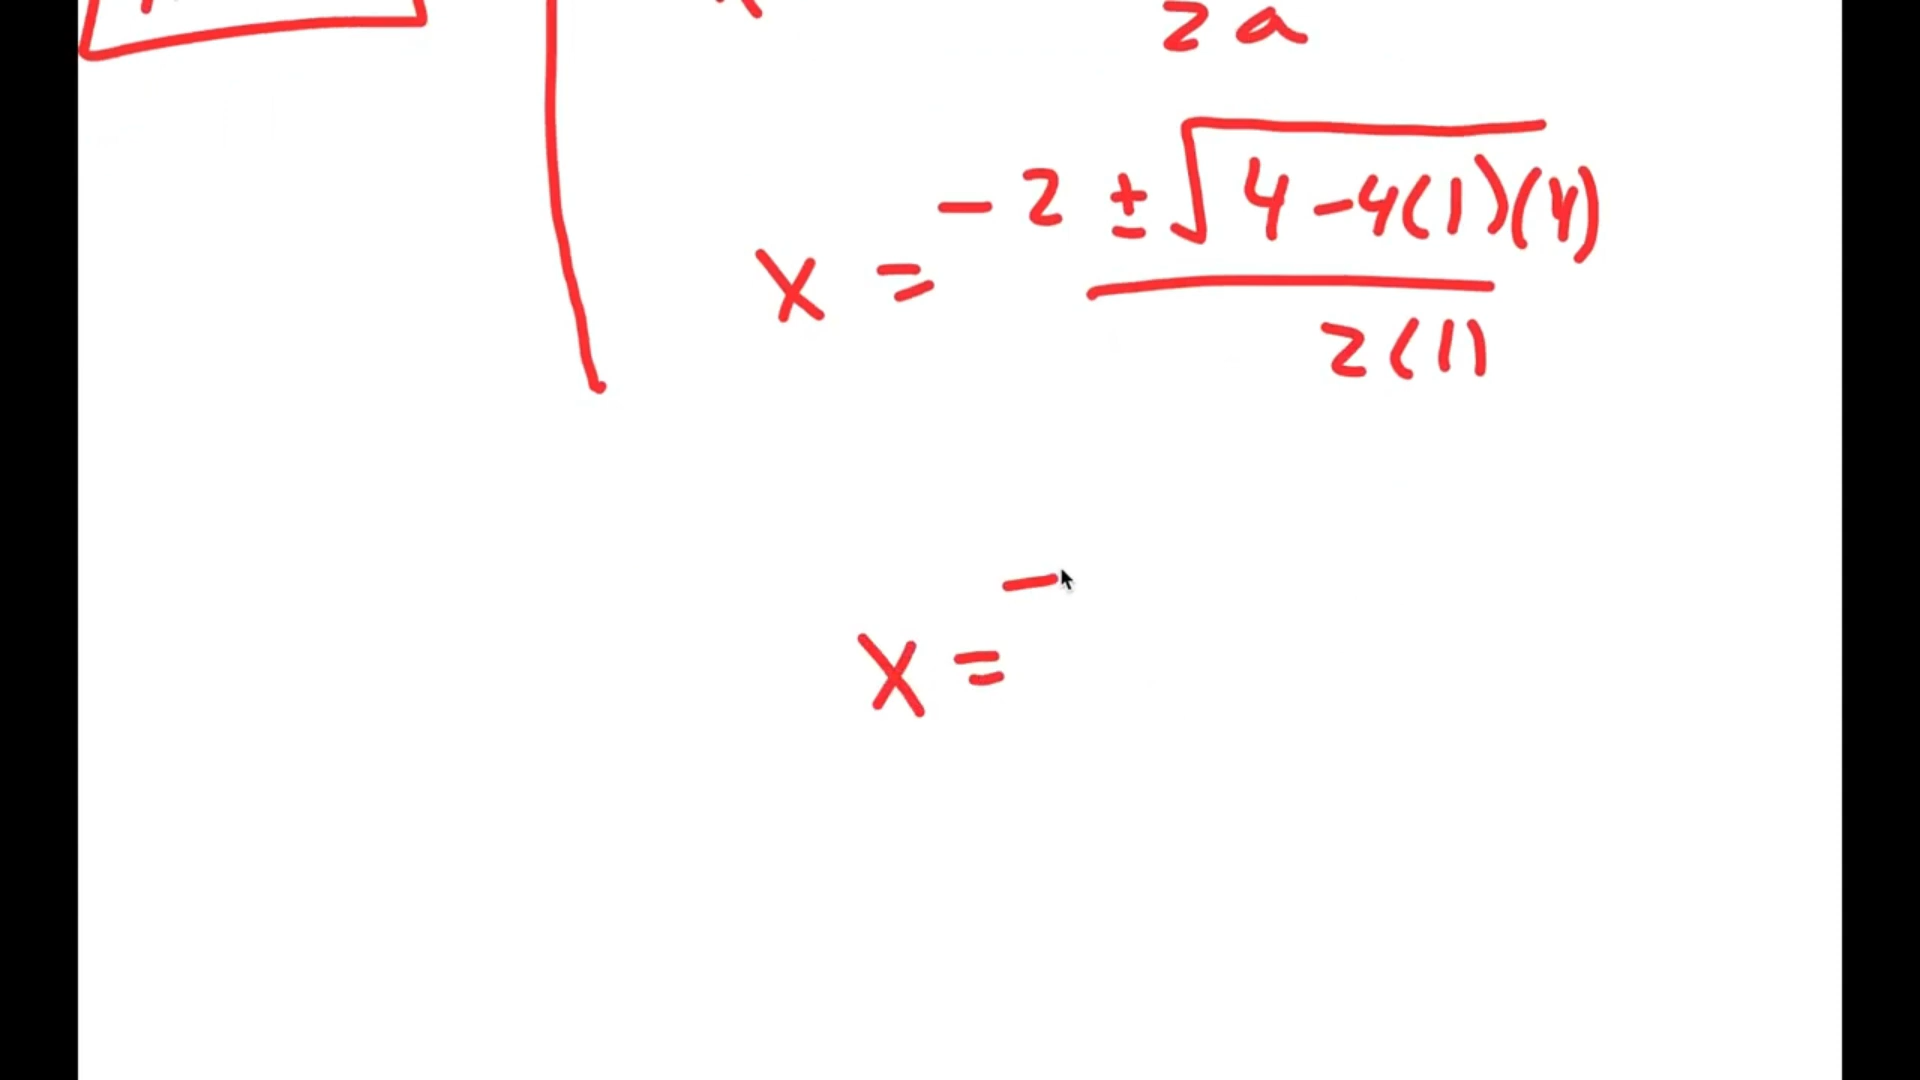 2a
x = -2 ± √4-4(1)(4)
2(1)
x = -